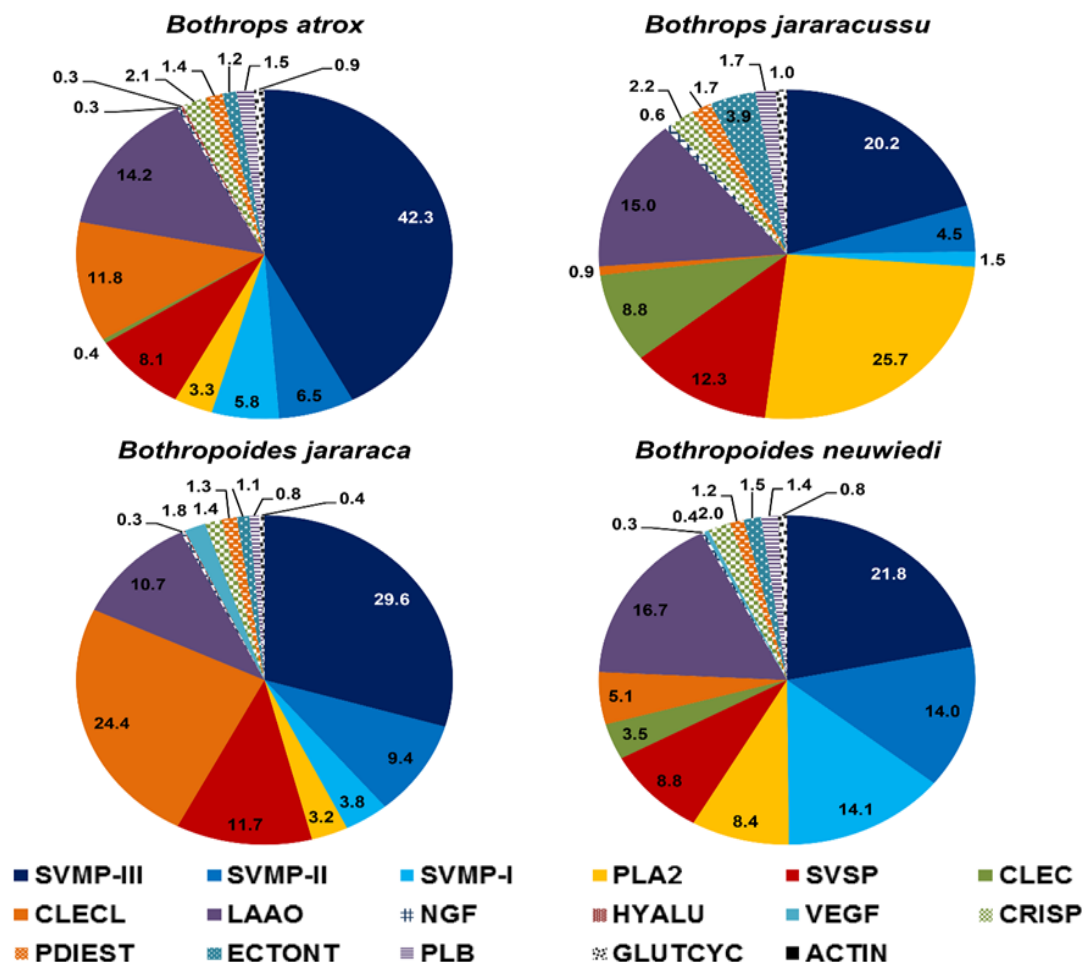 Bothrops atrox
Bothrops jararacussu
0.3 0.3 2.1 1.4 1.2 1.5 0.9
42.3
6.5
5.8
3.3
8.1
0.4
11.8
14.2
0.6 2.2 1.7 3.9 1.7 1.0
20.2
4.5
1.5
25.7
12.3
8.8
0.9
15.0
Bothropoides jararaca
Bothropoides neuwiedi
0.3 1.8 1.4 1.3 1.1 0.8 0.4
29.6
9.4
3.8
3.2
11.7
24.4
10.7
0.3 0.4 2.0 1.2 1.5 1.4 0.8
21.8
14.0
14.1
8.4
8.8
3.5
5.1
16.7
SVMP-III SVMP-II SVMP-I PLA2 SVSP CLEC
CLECL LAAO NGF HYALU VEGF CRISP
PDIEST ECTONT PLB GLUTCYC ACTIN